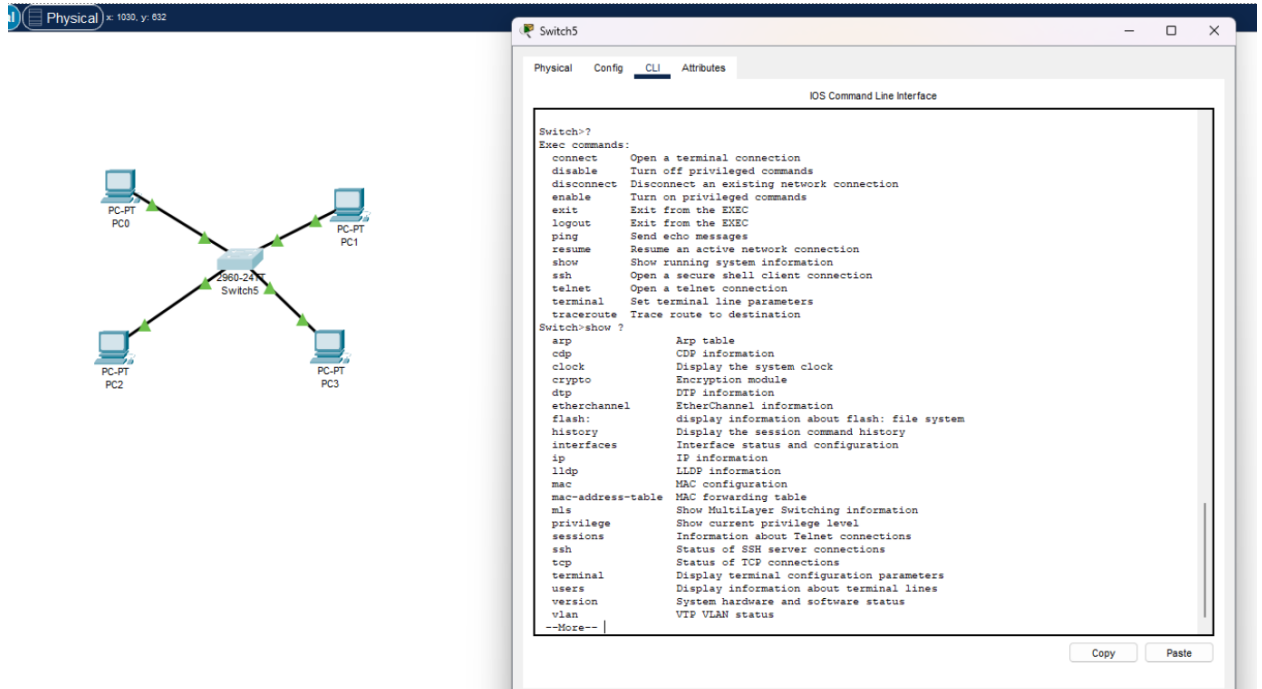 Physical x: 1030, y: 632
PC-PT
PC0
PC-PT
PC1
2960-24TT
Switch5
PC-PT
PC2
PC-PT
PC3
Switch5
Physical Config CLI Attributes
IOS Command Line Interface
Switch>?
Exec commands:
connect Open a terminal connection
disable Turn off privileged commands
disconnect Disconnect an existing network connection
enable Turn on privileged commands
exit Exit from the EXEC
logout Exit from the EXEC
ping Send echo messages
resume Resume an active network connection
show Show running system information
ssh Open a secure shell client connection
telnet Open a telnet connection
terminal Set terminal line parameters
traceroute Trace route to destination
Switch>show ?
arp Arp table
cdp CDP information
clock Display the system clock
crypto Encryption module
dtp DTP information
etherchannel EtherChannel information
flash: display information about flash: file system
history Display the session command history
interfaces Interface status and configuration
ip IP information
lldp LLDP information
mac MAC configuration
mac-address-table MAC forwarding table
mls Show MultiLayer Switching information
privilege Show current privilege level
sessions Information about Telnet connections
ssh Status of SSH server connections
tcp Status of TCP connections
terminal Display terminal configuration parameters
users Display information about terminal lines
version System hardware and software status
vlan VTP VLAN status
--More--
Copy Paste